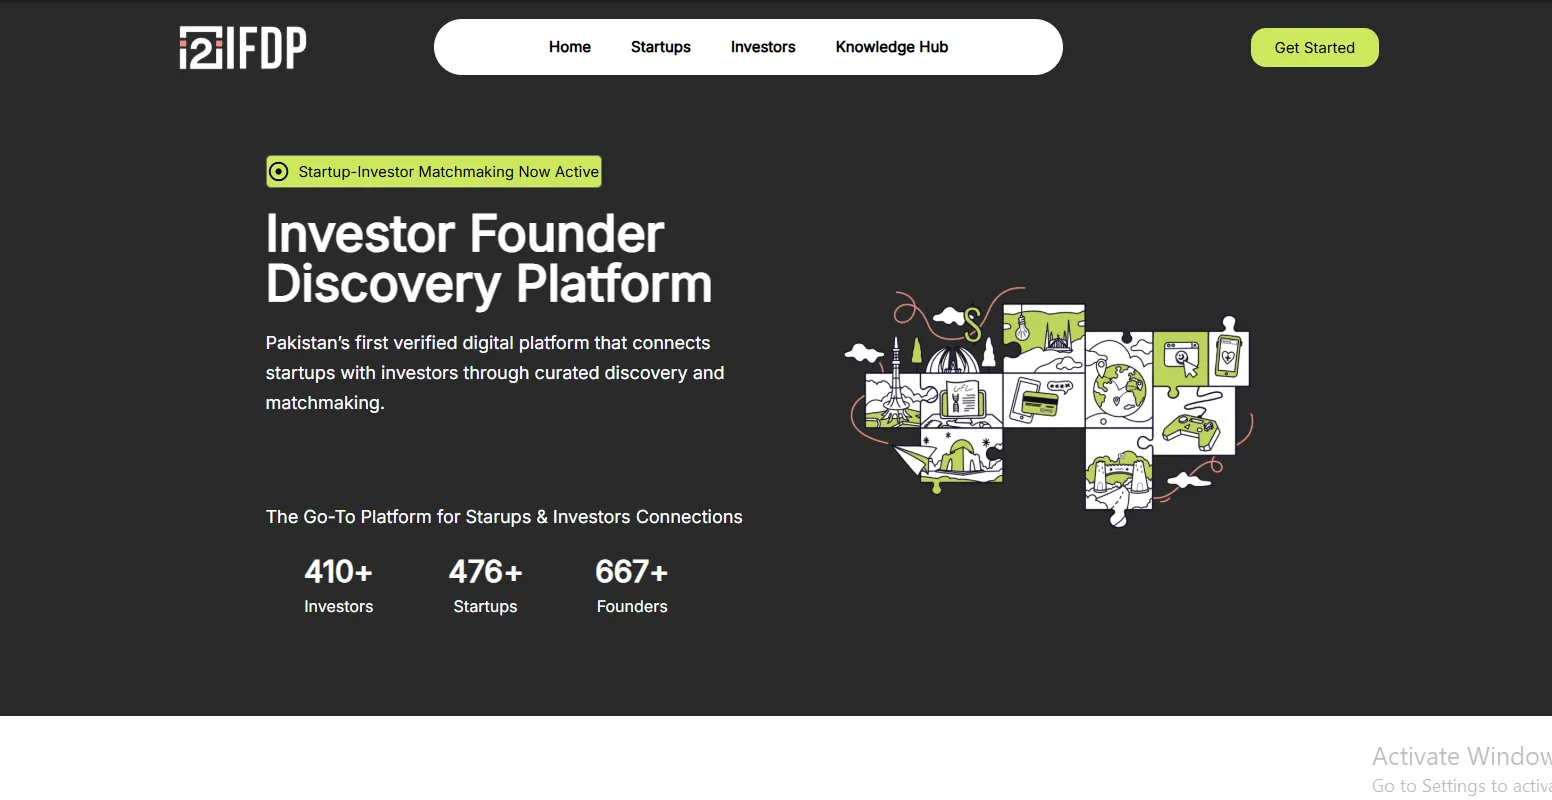 i2i IFDP
Home
Startups
Investors
Knowledge Hub
Get Started
Startup-Investor Matchmaking Now Active
Investor Founder
Discovery Platform
Pakistan’s first verified digital platform that connects
startups with investors through curated discovery and
matchmaking.
The Go-To Platform for Starups & Investors Connections
410+
Investors
476+
Startups
667+
Founders
Activate Window
Go to Settings to activa